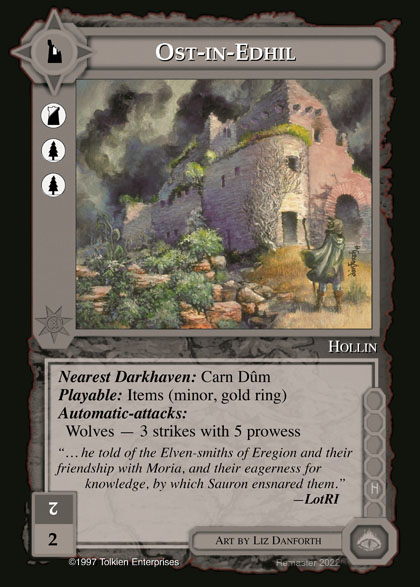 Ost-in-Edhil
Hollin
Nearest Darkhaven: Carn Dûm
Playable: Items (minor, gold ring)
Automatic-attacks:
Wolves — 3 strikes with 5 prowess
“… he told of the Elven-smiths of Eregion and their
friendship with Moria, and their eagerness for
knowledge, by which Sauron ensnared them.”
—LotRI
H
2
2
Art by Liz Danforth
©1997 Tolkien Enterprises
Remaster 2022